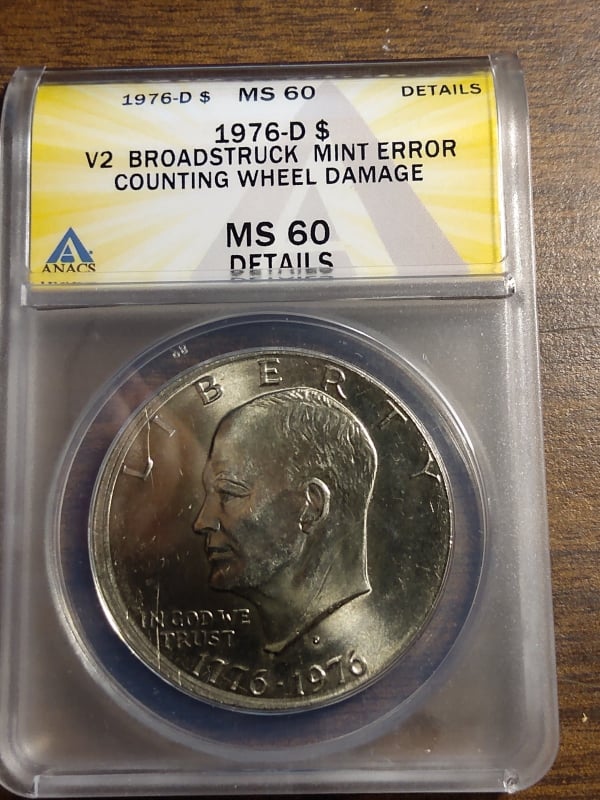 1976-D $ MS 60 DETAILS
1976-D $
V2 BROADSTRUCK MINT ERROR
COUNTING WHEEL DAMAGE
MS 60
DETAILS
ANACS
LIBERTY
IN GOD WE
TRUST
D
1776-1976